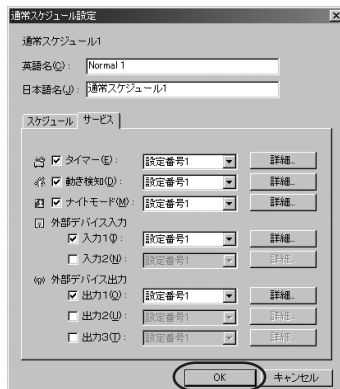 通常スケジュール設定
通常スケジュール1
英語名(C): Normal 1
日本語名(J): 通常スケジュール1
スケジュール サービス
タイマー(E): 設定番号1 詳細...
動き検知(D): 設定番号1 詳細...
ナイトモード(M): 設定番号1 詳細...
外部デバイス入力
入力1(I): 設定番号1 詳細...
入力2(N): 設定番号1 詳細...
外部デバイス出力
出力1(O): 設定番号1 詳細...
出力2(U): 設定番号1 詳細...
出力3(T): 設定番号1 詳細...
OK キャンセル